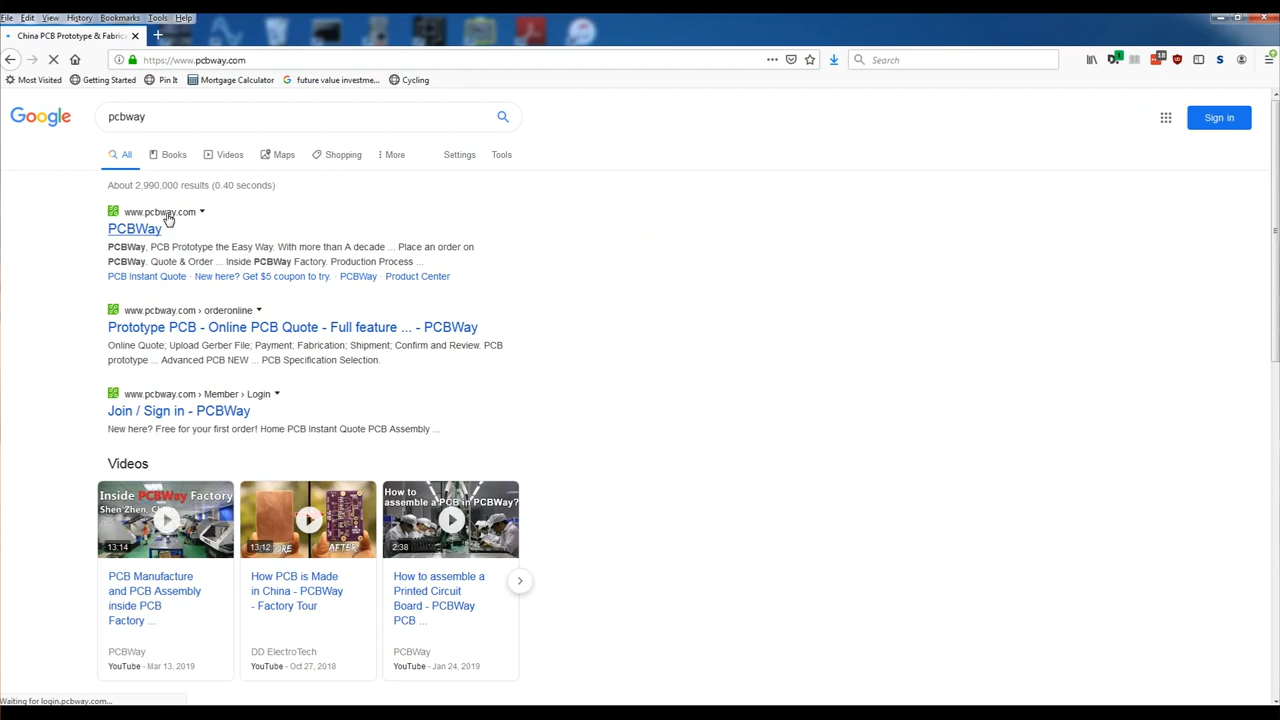 File Edit View History Bookmarks Tools Help
China PCB Prototype & Fabrica
https://www.pcbway.com
Search
Most Visited Getting Started Pin It Mortgage Calculator future value investme... Cycling
Google
pcbway
Sign in
All Books Videos Maps Shopping More Settings Tools
About 2,990,000 results (0.40 seconds)
www.pcbway.com
PCBWay
PCBWay, PCB Prototype the Easy Way. With more than A decade ... Place an order on
PCBWay. Quote & Order ... Inside PCBWay Factory. Production Process ...
PCB Instant Quote · New here? Get $5 coupon to try. · PCBWay · Product Center
www.pcbway.com › orderonline
Prototype PCB - Online PCB Quote - Full feature ... - PCBWay
Online Quote; Upload Gerber File; Payment; Fabrication; Shipment; Confirm and Review. PCB
prototype ... Advanced PCB NEW ... PCB Specification Selection.
www.pcbway.com › Member › Login
Join / Sign in - PCBWay
New here? Free for your first order! Home PCB Instant Quote PCB Assembly ...
Videos
Inside PCBWay Factory
Shen Zhen, China
13:14
PCB Manufacture
and PCB Assembly
inside PCB
Factory ...
PCBWay
YouTube - Mar 13, 2019
AFTER
13:12
How PCB is Made
in China - PCBWay
- Factory Tour
DD ElectroTech
YouTube - Oct 27, 2018
How to
assemble a PCB in PCBWay?
2:38
How to assemble a
Printed Circuit
Board - PCBWay
PCB ...
PCBWay
YouTube - Jan 24, 2019
Waiting for login.pcbway.com...